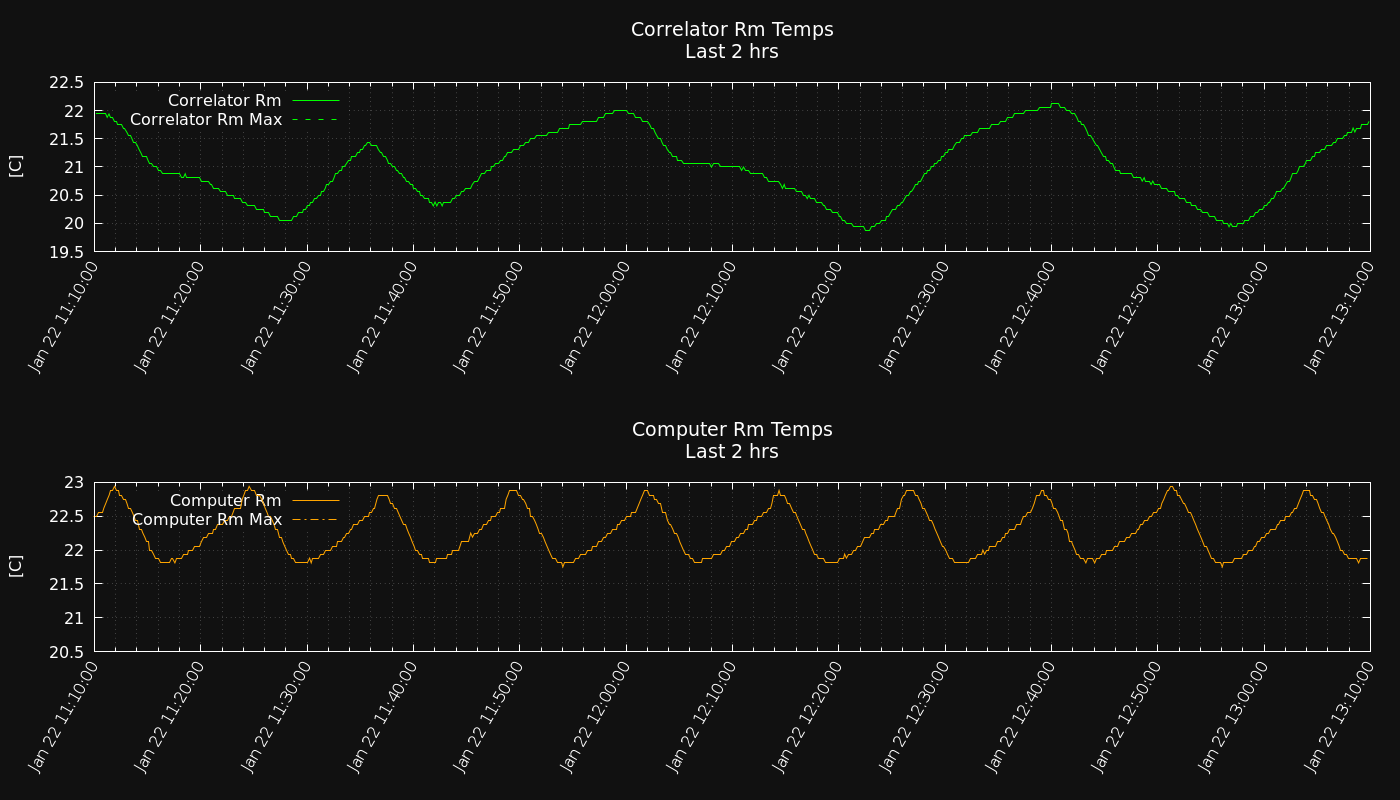 Correlator Rm Temps
Last 2 hrs
22.5
22
21.5
21
20.5
20
19.5
[C]
Correlator Rm
Correlator Rm Max
Jan 22 11:10:00
Jan 22 11:20:00
Jan 22 11:30:00
Jan 22 11:40:00
Jan 22 11:50:00
Jan 22 12:00:00
Jan 22 12:10:00
Jan 22 12:20:00
Jan 22 12:30:00
Jan 22 12:40:00
Jan 22 12:50:00
Jan 22 13:00:00
Jan 22 13:10:00
Computer Rm Temps
Last 2 hrs
23
22.5
22
21.5
21
20.5
[C]
Computer Rm
Computer Rm Max
Jan 22 11:10:00
Jan 22 11:20:00
Jan 22 11:30:00
Jan 22 11:40:00
Jan 22 11:50:00
Jan 22 12:00:00
Jan 22 12:10:00
Jan 22 12:20:00
Jan 22 12:30:00
Jan 22 12:40:00
Jan 22 12:50:00
Jan 22 13:00:00
Jan 22 13:10:00